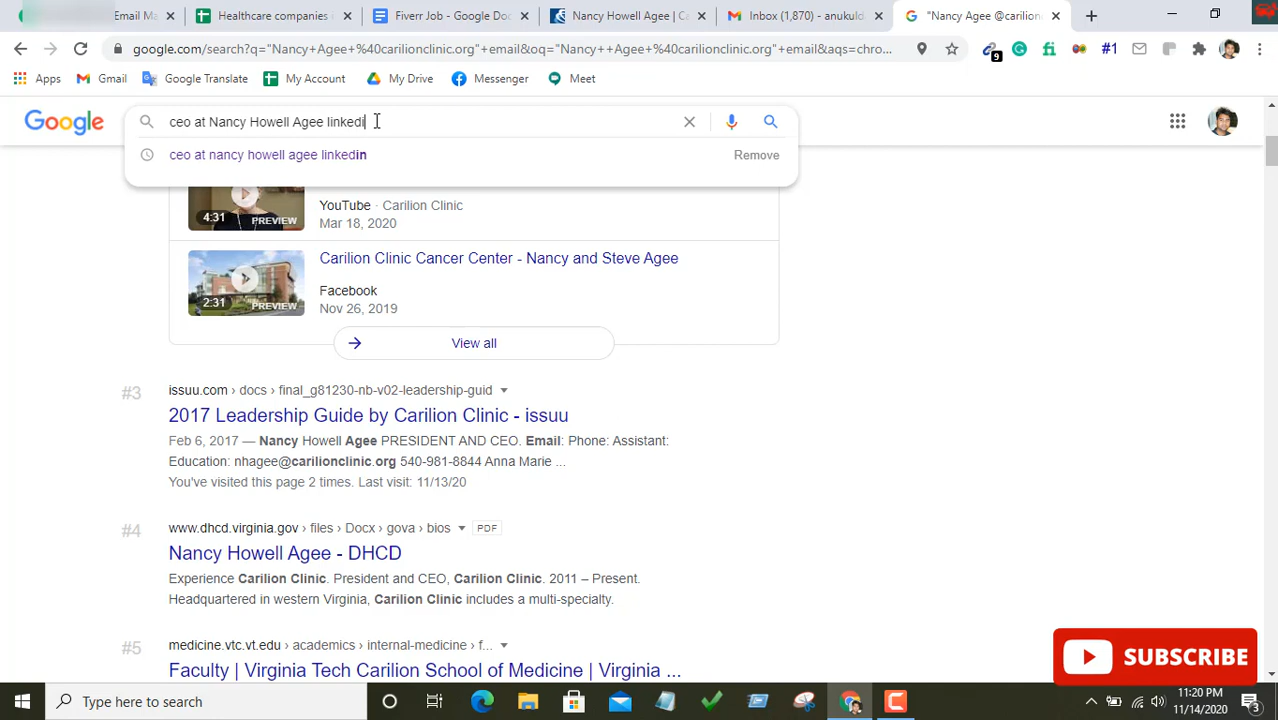 Email Ma
Healthcare companies
Fiverr Job - Google Doc
Nancy Howell Agee | Ca
Inbox (1,870) - anukuld
"Nancy Agee @carilion
google.com/search?q="Nancy+Agee+%40carilionclinic.org"+email&oq="Nancy++Agee+%40carilionclinic.org"+email&aqs=chro...
9
#1
Apps
Gmail
Google Translate
My Account
My Drive
Messenger
Meet
Google
ceo at Nancy Howell Agee linkedi
ceo at nancy howell agee linkedin
Remove
4:31
PREVIEW
YouTube · Carilion Clinic
Mar 18, 2020
Carilion Clinic Cancer Center - Nancy and Steve Agee
2:31
PREVIEW
Facebook
Nov 26, 2019
View all
#3
issuu.com › docs › final_g81230-nb-v02-leadership-guid
2017 Leadership Guide by Carilion Clinic - issuu
Feb 6, 2017 — Nancy Howell Agee PRESIDENT AND CEO. Email: Phone: Assistant:
Education: nhagee@carilionclinic.org 540-981-8844 Anna Marie ...
You've visited this page 2 times. Last visit: 11/13/20
#4
www.dhcd.virginia.gov › files › Docx › gova › bios
PDF
Nancy Howell Agee - DHCD
Experience Carilion Clinic. President and CEO, Carilion Clinic. 2011 – Present.
Headquartered in western Virginia, Carilion Clinic includes a multi-specialty.
#5
medicine.vtc.vt.edu › academics › internal-medicine › f...
Faculty | Virginia Tech Carilion School of Medicine | Virginia ...
SUBSCRIBE
Type here to search
11:20 PM
11/14/2020
3